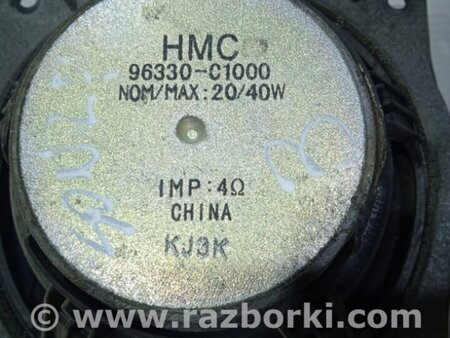 HMC
96330-C1000
NOM/MAX:20/40W
IMP:4Ω
CHINA
KJ3K
www.razborki.com